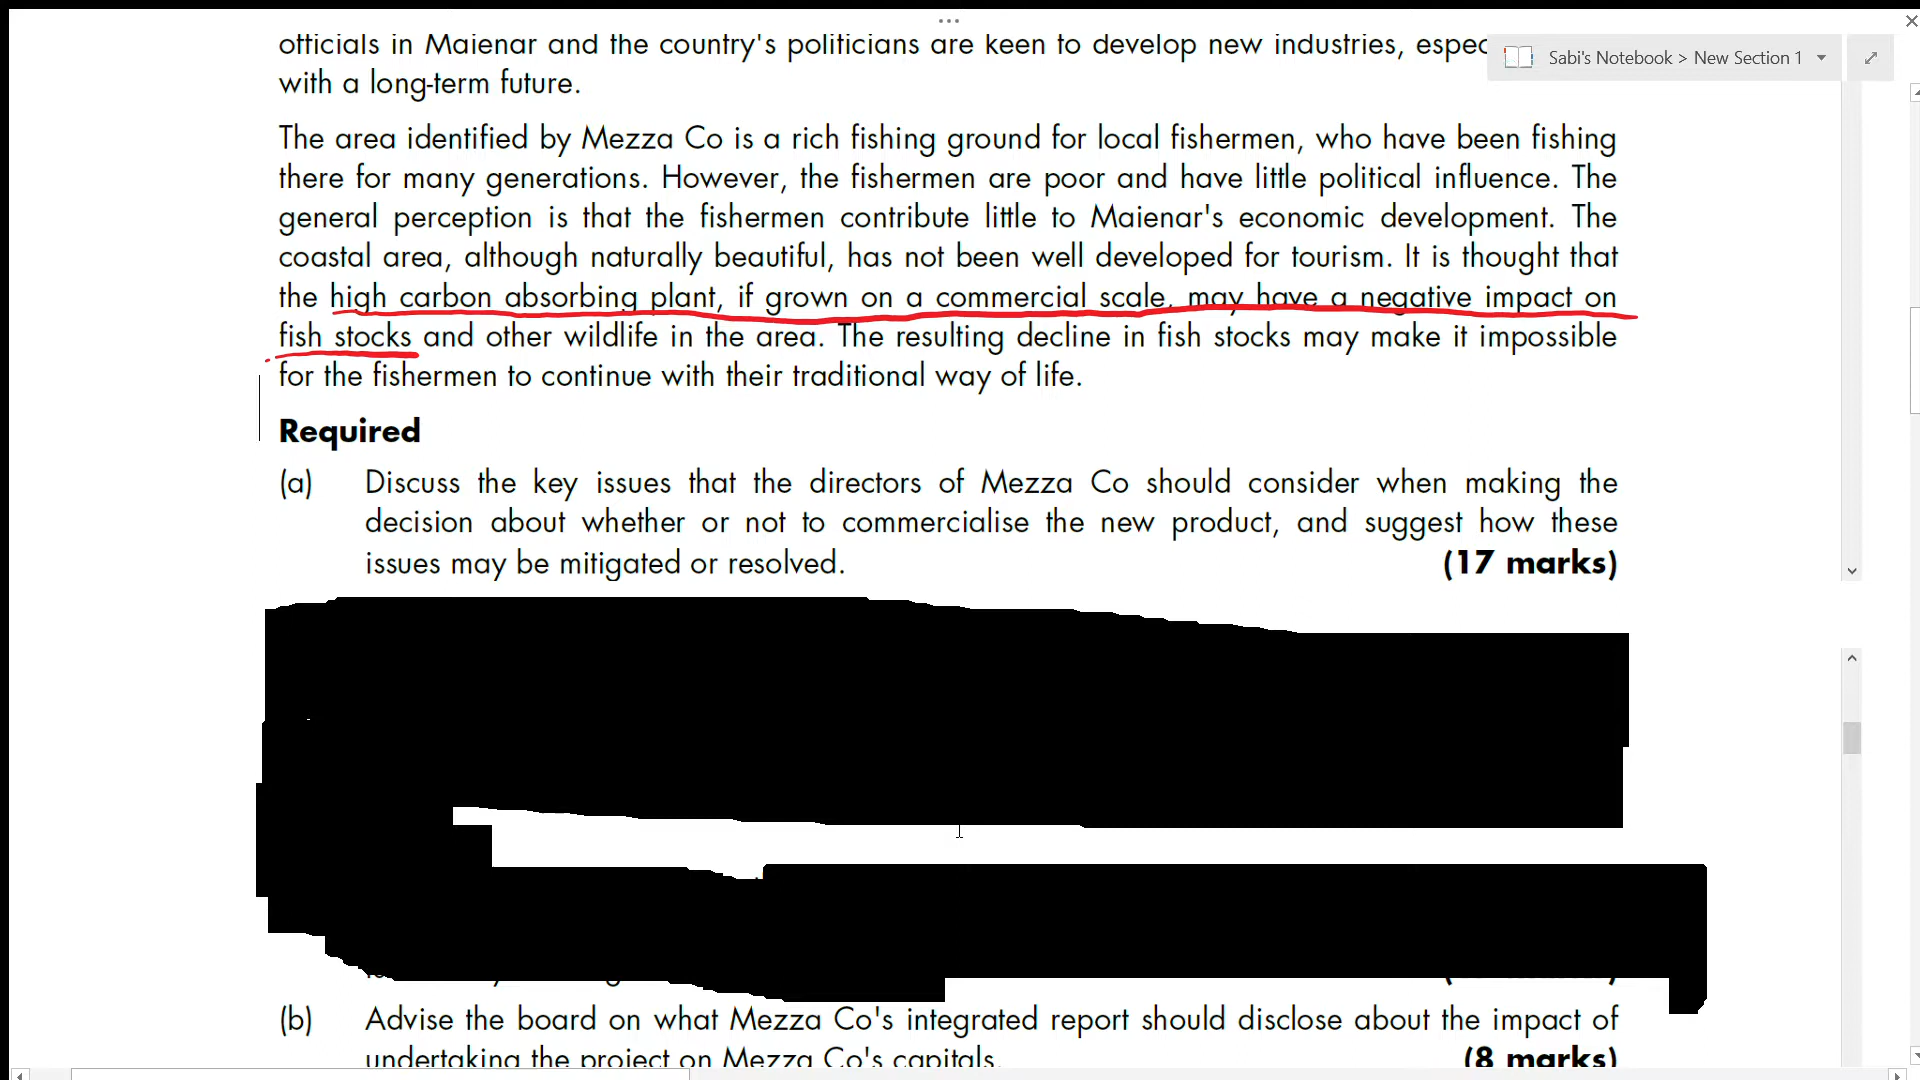 officials in Maienar and the country's politicians are keen to develop new industries,
Sabi's Notebook > New Section 1
with a long-term future.
The area identified by Mezza Co is a rich fishing ground for local fishermen, who have been fishing
there for many generations. However, the fishermen are poor and have little political influence. The
general perception is that the fishermen contribute little to Maienar's economic development. The
coastal area, although naturally beautiful, has not been well developed for tourism. It is thought that
the high carbon absorbing plant, if grown on a commercial scale, may have a negative impact on
fish stocks and other wildlife in the area. The resulting decline in fish stocks may make it impossible
for the fishermen to continue with their traditional way of life.
Required
(a) Discuss the key issues that the directors of Mezza Co should consider when making the
decision about whether or not to commercialise the new product, and suggest how these
issues may be mitigated or resolved. (17 marks)
(b) Advise the board on what Mezza Co's integrated report should disclose about the impact of
undertaking the project on Mezza Co's capitals. (8 marks)